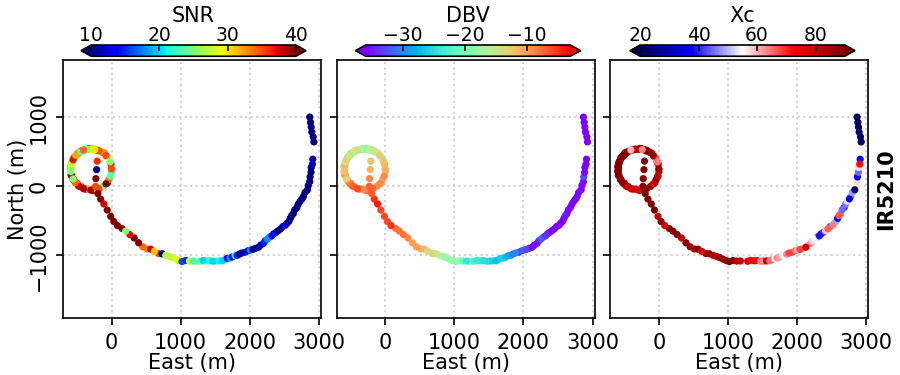 SNR DBV Xc
10 20 30 40 −30 −20 −10 20 40 60 80
1000
0
−1000
North (m)
IR5210
0 1000 2000 3000 0 1000 2000 3000 0 1000 2000 3000
East (m) East (m) East (m)